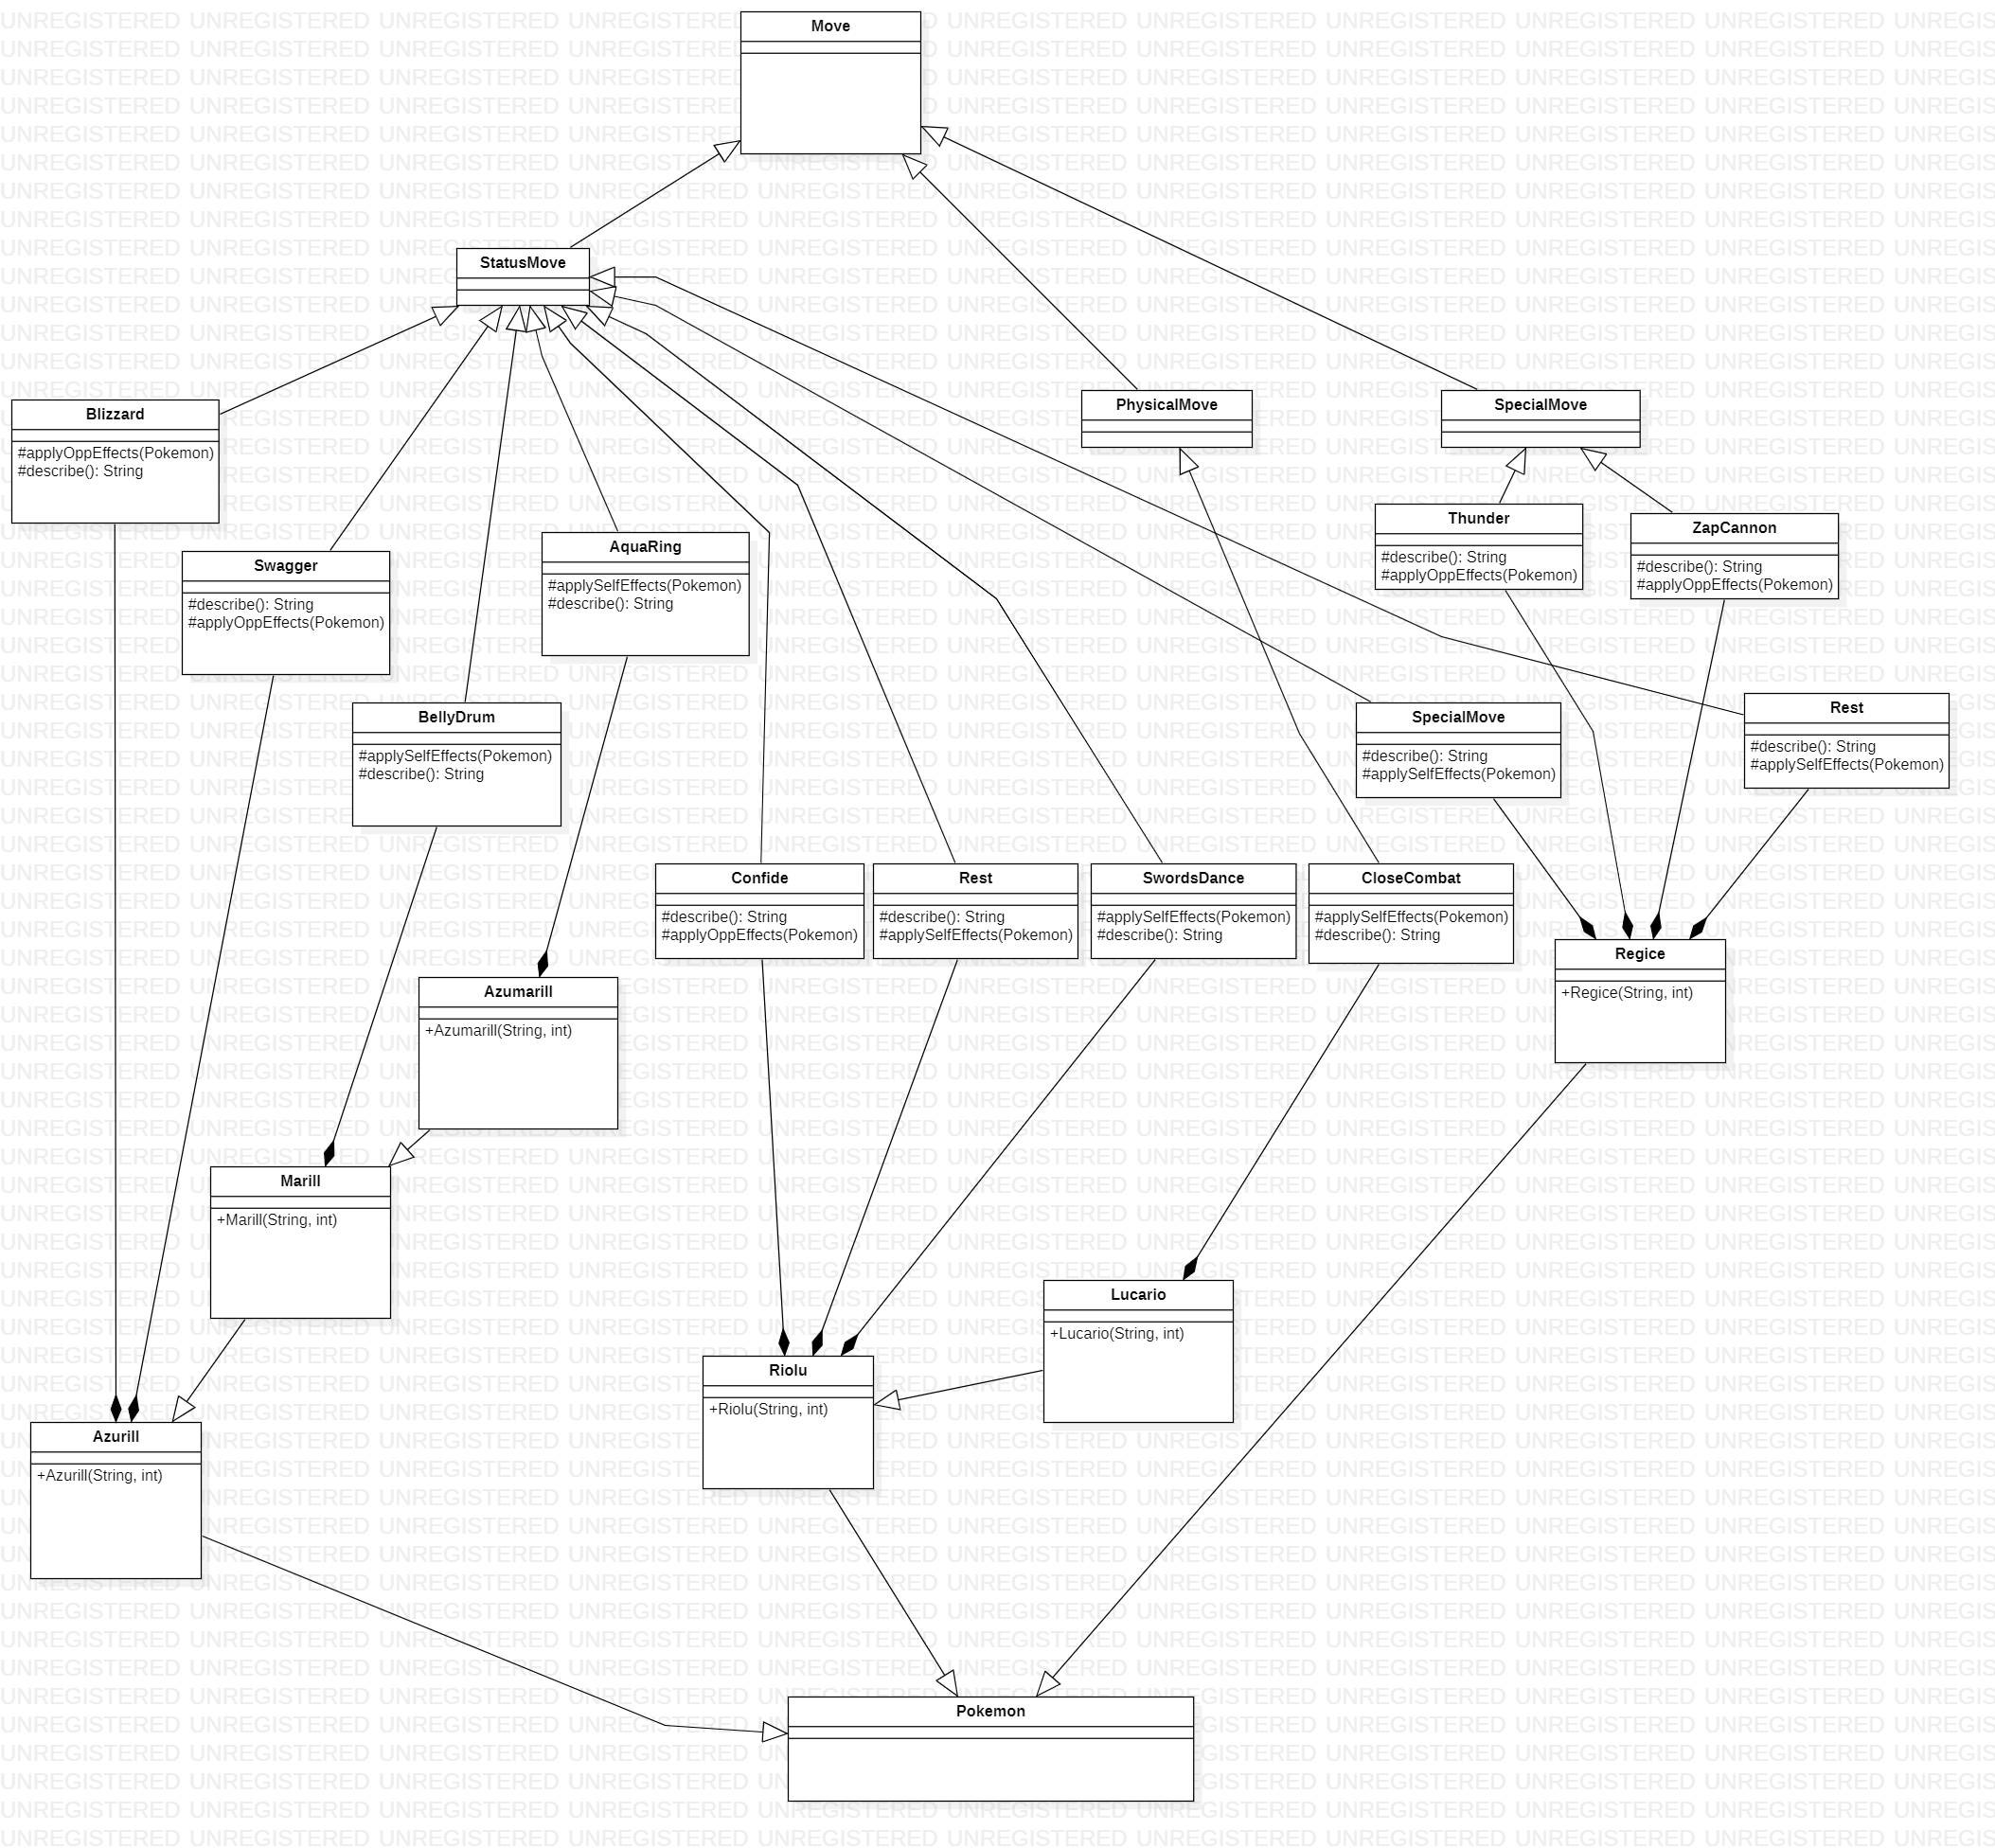 Move
StatusMove
Blizzard
#applyOppEffects(Pokemon)
#describe(): String
PhysicalMove
SpecialMove
Thunder
#describe(): String
#applyOppEffects(Pokemon)
ZapCannon
#describe(): String
#applyOppEffects(Pokemon)
Swagger
#describe(): String
#applyOppEffects(Pokemon)
AquaRing
#applySelfEffects(Pokemon)
#describe(): String
BellyDrum
#applySelfEffects(Pokemon)
#describe(): String
SpecialMove
#describe(): String
#applySelfEffects(Pokemon)
Rest
#describe(): String
#applySelfEffects(Pokemon)
Confide
#describe(): String
#applyOppEffects(Pokemon)
Rest
#describe(): String
#applySelfEffects(Pokemon)
SwordsDance
#applySelfEffects(Pokemon)
#describe(): String
CloseCombat
#applySelfEffects(Pokemon)
#describe(): String
Regice
+Regice(String, int)
Azumarill
+Azumarill(String, int)
Marill
+Marill(String, int)
Lucario
+Lucario(String, int)
Riolu
+Riolu(String, int)
Azurill
+Azurill(String, int)
Pokemon
UNREGISTERED